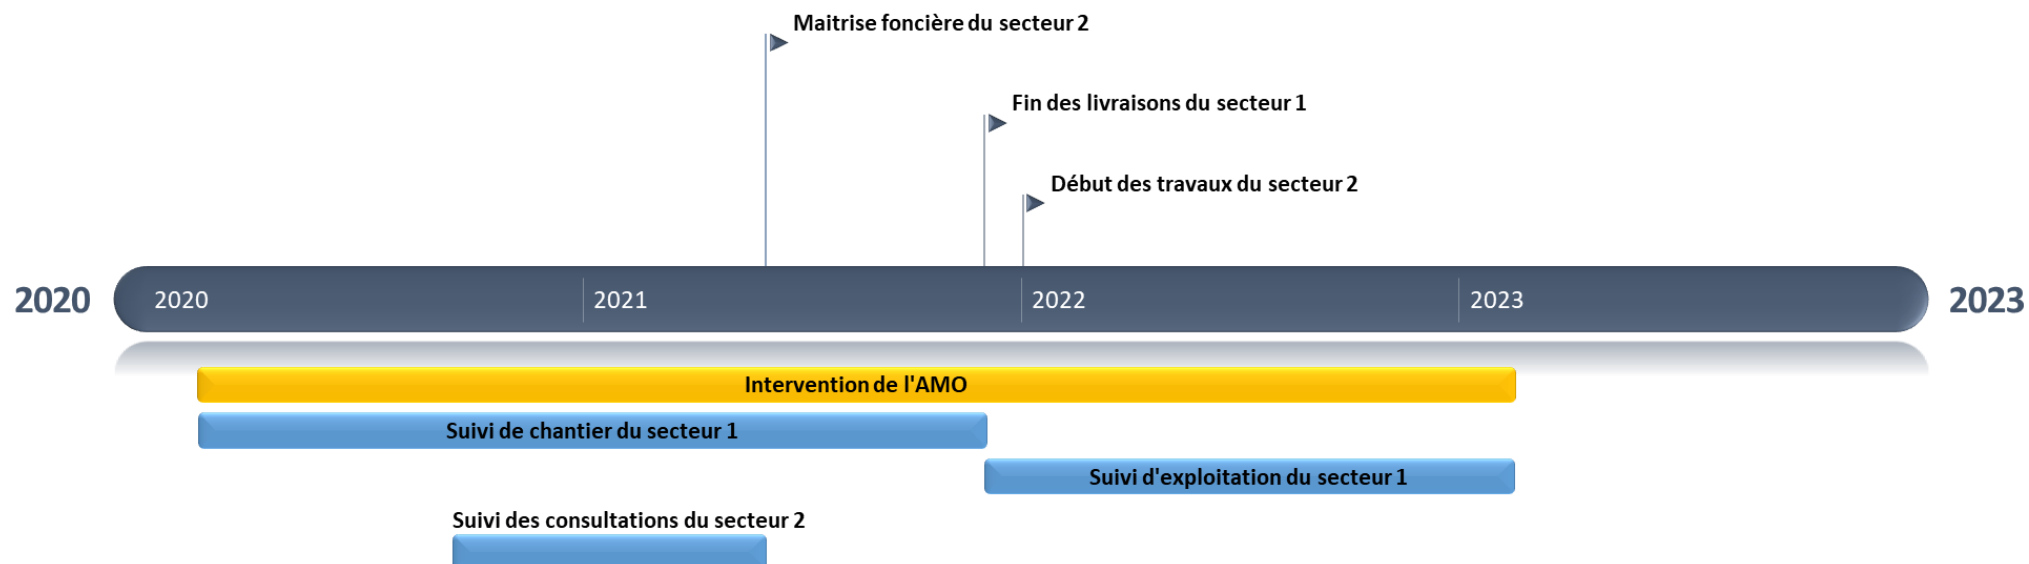 Maitrise foncière du secteur 2
Fin des livraisons du secteur 1
Début des travaux du secteur 2
2020 2020 2021 2022 2023 2023
Intervention de l'AMO
Suivi de chantier du secteur 1
Suivi d'exploitation du secteur 1
Suivi des consultations du secteur 2